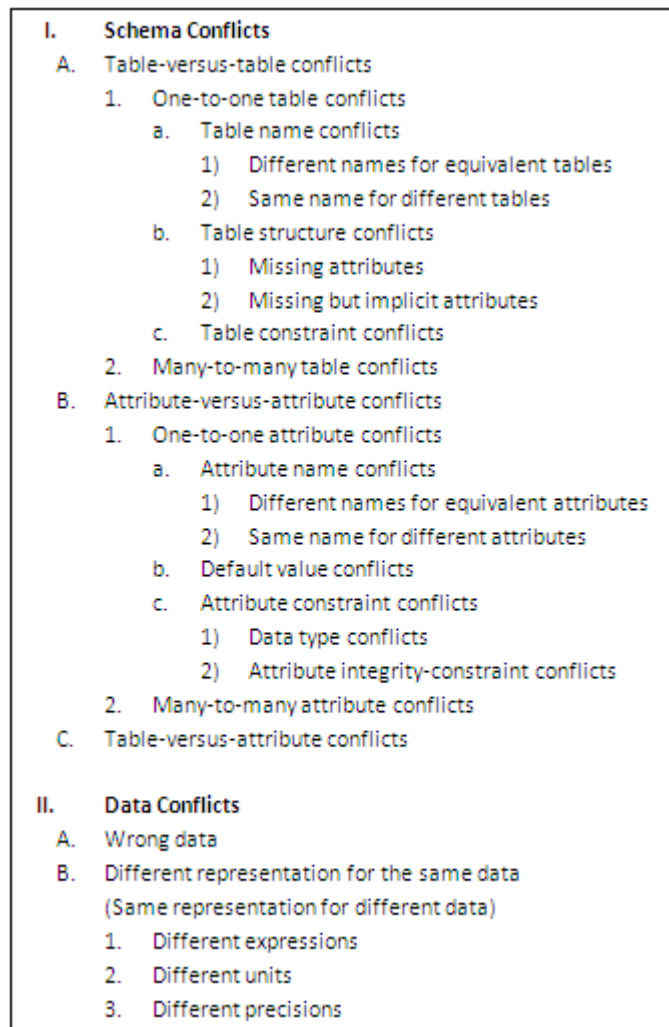 I. Schema Conflicts
A. Table-versus-table conflicts
1. One-to-one table conflicts
a. Table name conflicts
1) Different names for equivalent tables
2) Same name for different tables
b. Table structure conflicts
1) Missing attributes
2) Missing but implicit attributes
c. Table constraint conflicts
2. Many-to-many table conflicts
B. Attribute-versus-attribute conflicts
1. One-to-one attribute conflicts
a. Attribute name conflicts
1) Different names for equivalent attributes
2) Same name for different attributes
b. Default value conflicts
c. Attribute constraint conflicts
1) Data type conflicts
2) Attribute integrity-constraint conflicts
2. Many-to-many attribute conflicts
C. Table-versus-attribute conflicts
II. Data Conflicts
A. Wrong data
B. Different representation for the same data
(Same representation for different data)
1. Different expressions
2. Different units
3. Different precisions